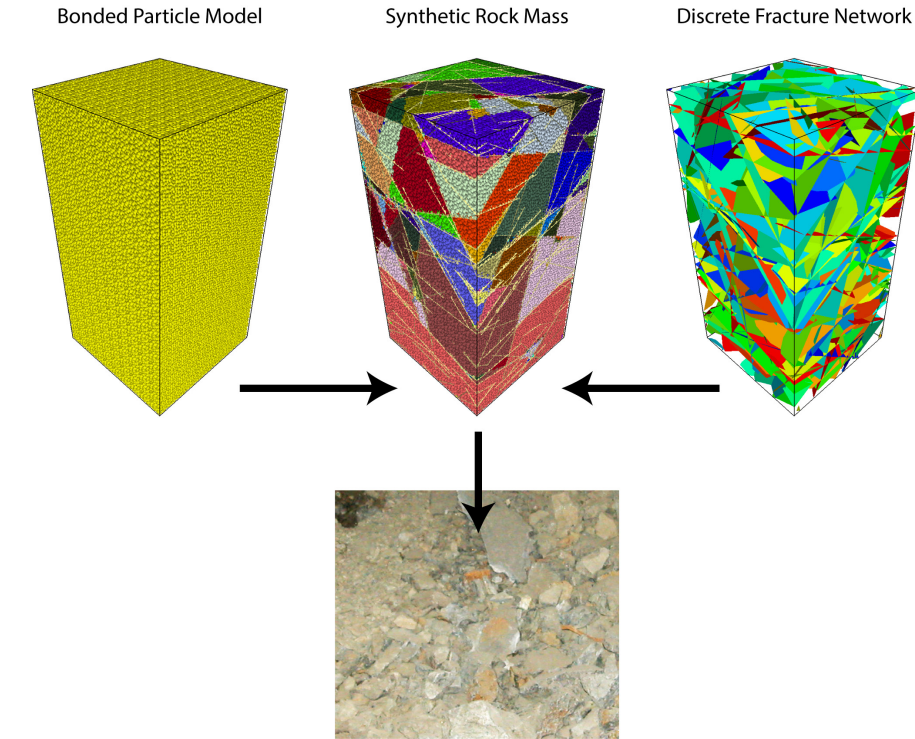 Bonded Particle Model
Synthetic Rock Mass
Discrete Fracture Network